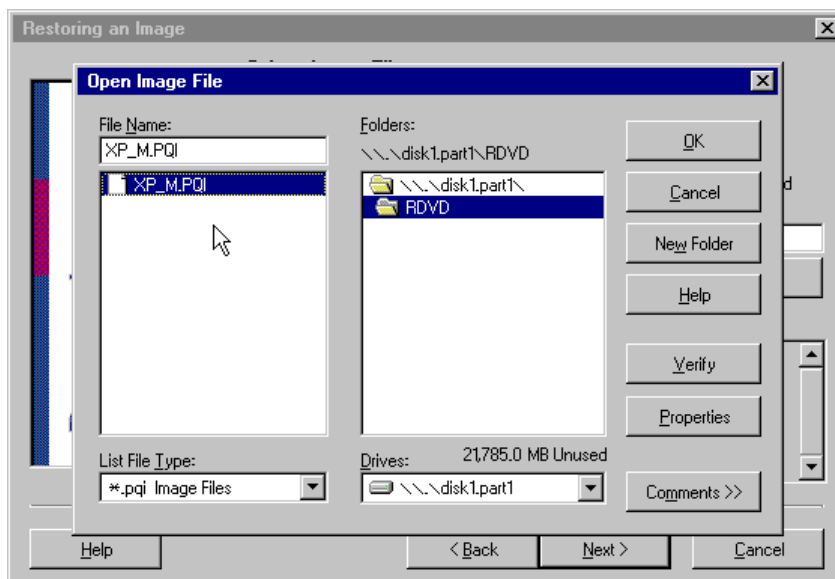 Restoring an Image
Open Image File
File Name:
XP_M.PQI
XP_M.PQI
Folders:
\\.\disk1.part1\RDVD
\\.\disk1.part1\
RDVD
OK
Cancel
New Folder
Help
Verify
Properties
Comments >>
List File Type:
*.pqi Image Files
Drives:
21,785.0 MB Unused
\\.\disk1.part1
Help
< Back
Next >
Cancel